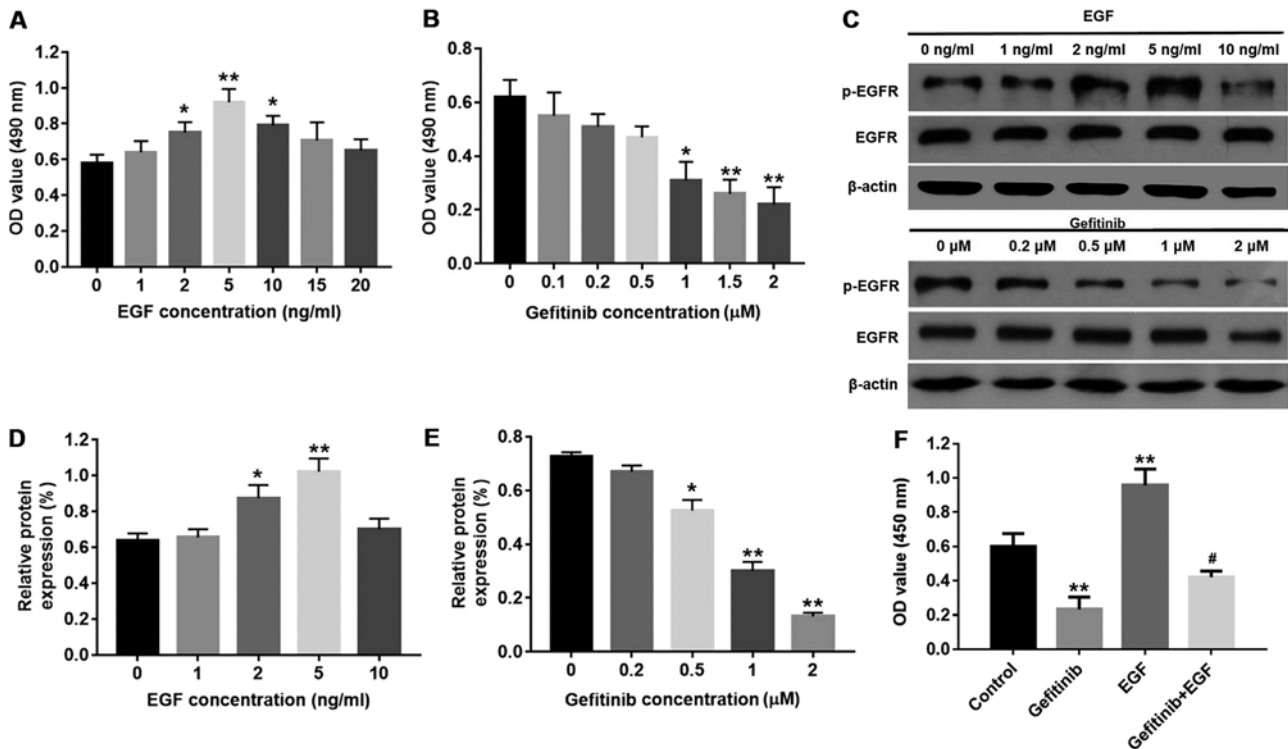 A
OD value (490 nm)
1.2
1.0
0.8
0.6
0.4
0.2
0.0
*
**
*
0 1 2 5 10 15 20
EGF concentration (ng/ml)
B
OD value (490 nm)
0.8
0.6
0.4
0.2
0.0
*
**
**
0 0.1 0.2 0.5 1 1.5 2
Gefitinib concentration (μM)
C
EGF
0 ng/ml 1 ng/ml 2 ng/ml 5 ng/ml 10 ng/ml
p-EGFR
EGFR
β-actin
Gefitinib
0 μM 0.2 μM 0.5 μM 1 μM 2 μM
p-EGFR
EGFR
β-actin
D
Relative protein
expression (%)
1.2
1.0
0.8
0.6
0.4
0.2
0.0
*
**
0 1 2 5 10
EGF concentration (ng/ml)
E
Relative protein
expression (%)
0.8
0.6
0.4
0.2
0.0
*
**
**
0 0.2 0.5 1 2
Gefitinib concentration (μM)
F
OD value (450 nm)
1.2
1.0
0.8
0.6
0.4
0.2
0.0
**
**
#
Control
Gefitinib
EGF
Gefitinib+EGF